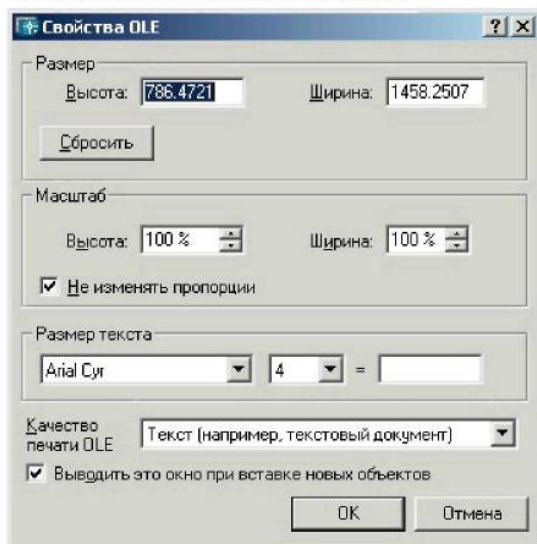 Свойства OLE
Размер
Высота: 786.4721 Ширина: 1458.2507
Сбросить
Масштаб
Высота: 100 % Ширина: 100 %
Не изменять пропорции
Размер текста
Arial Cyr 4 =
Качество
печати OLE Текст (например, текстовый документ)
Выводить это окно при вставке новых объектов
OK Отмена